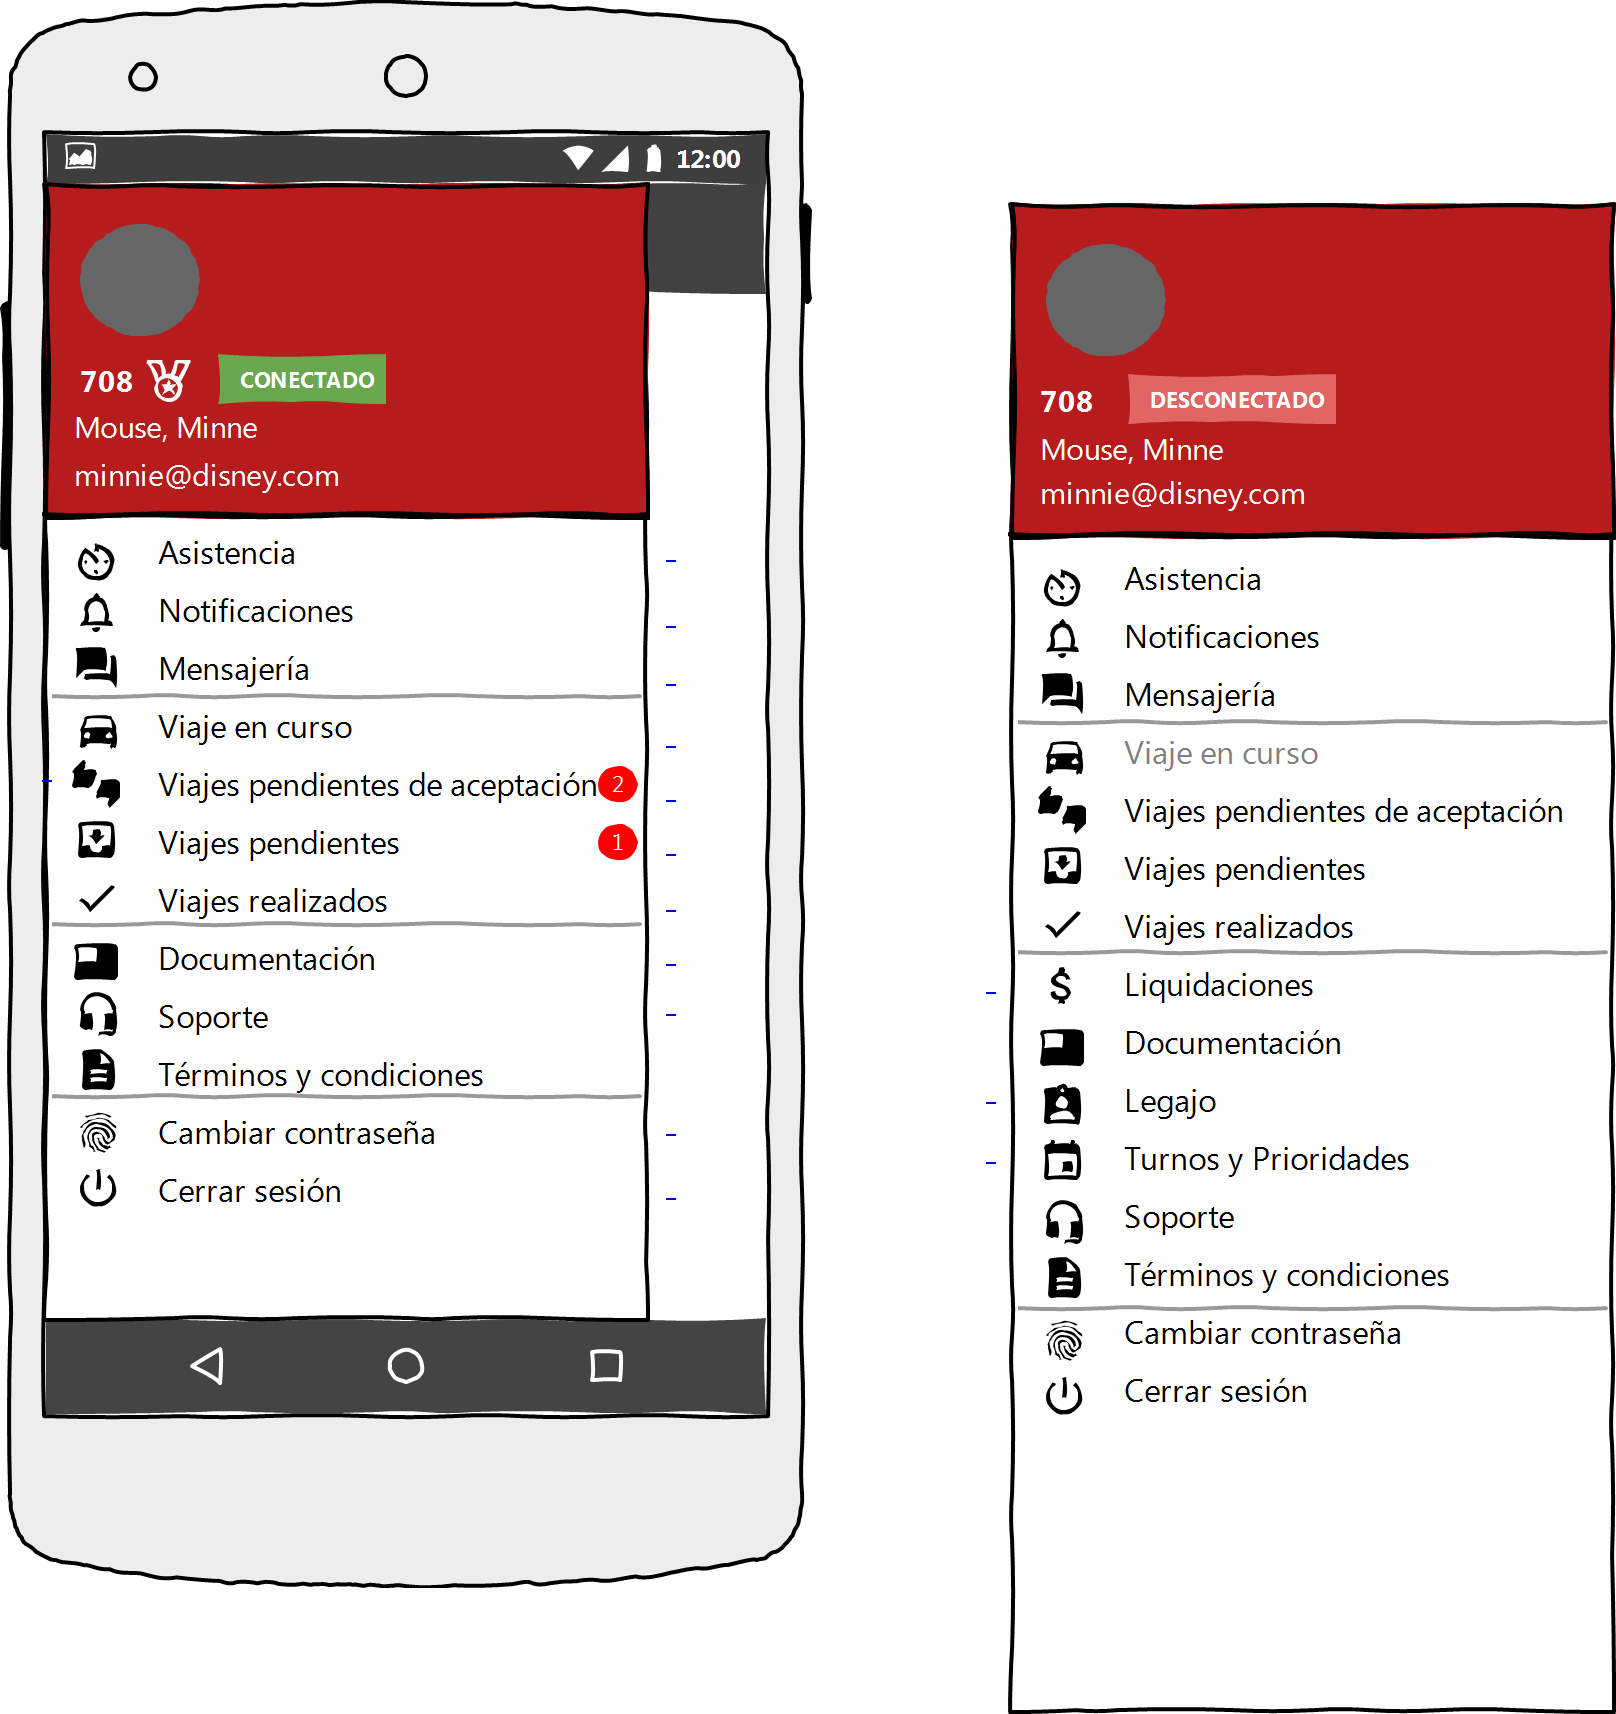 12:00
708 CONECTADO
Mouse, Minne
minnie@disney.com
Asistencia
Notificaciones
Mensajería
Viaje en curso
Viajes pendientes de aceptación 2
Viajes pendientes 1
Viajes realizados
Documentación
Soporte
Términos y condiciones
Cambiar contraseña
Cerrar sesión
708 DESCONECTADO
Mouse, Minne
minnie@disney.com
Asistencia
Notificaciones
Mensajería
Viaje en curso
Viajes pendientes de aceptación
Viajes pendientes
Viajes realizados
Liquidaciones
Documentación
Legajo
Turnos y Prioridades
Soporte
Términos y condiciones
Cambiar contraseña
Cerrar sesión